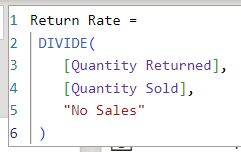 1 Return Rate =
2 DIVIDE(
3 [Quantity Returned],
4 [Quantity Sold],
5 "No Sales"
6 )